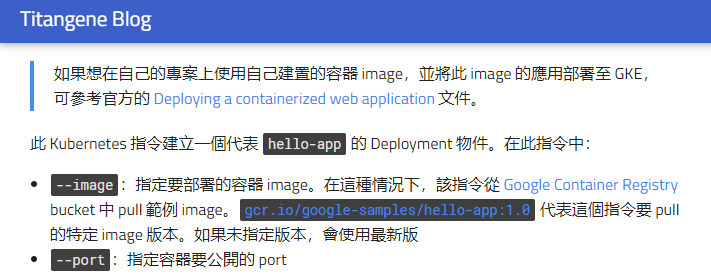 Titangene Blog
如果想在自己的專案上使用自己建置的容器 image，並將此 image 的應用部署至 GKE，
可參考官方的 Deploying a containerized web application 文件。
此 Kubernetes 指令建立一個代表 hello-app 的 Deployment 物件。在此指令中：
• --image：指定要部署的容器 image。在這種情況下，該指令從 Google Container Registry
bucket 中 pull 範例 image。gcr.io/google-samples/hello-app:1.0 代表這個指令要 pull
的特定 image 版本。如果未指定版本，會使用最新版
• --port：指定容器要公開的 port